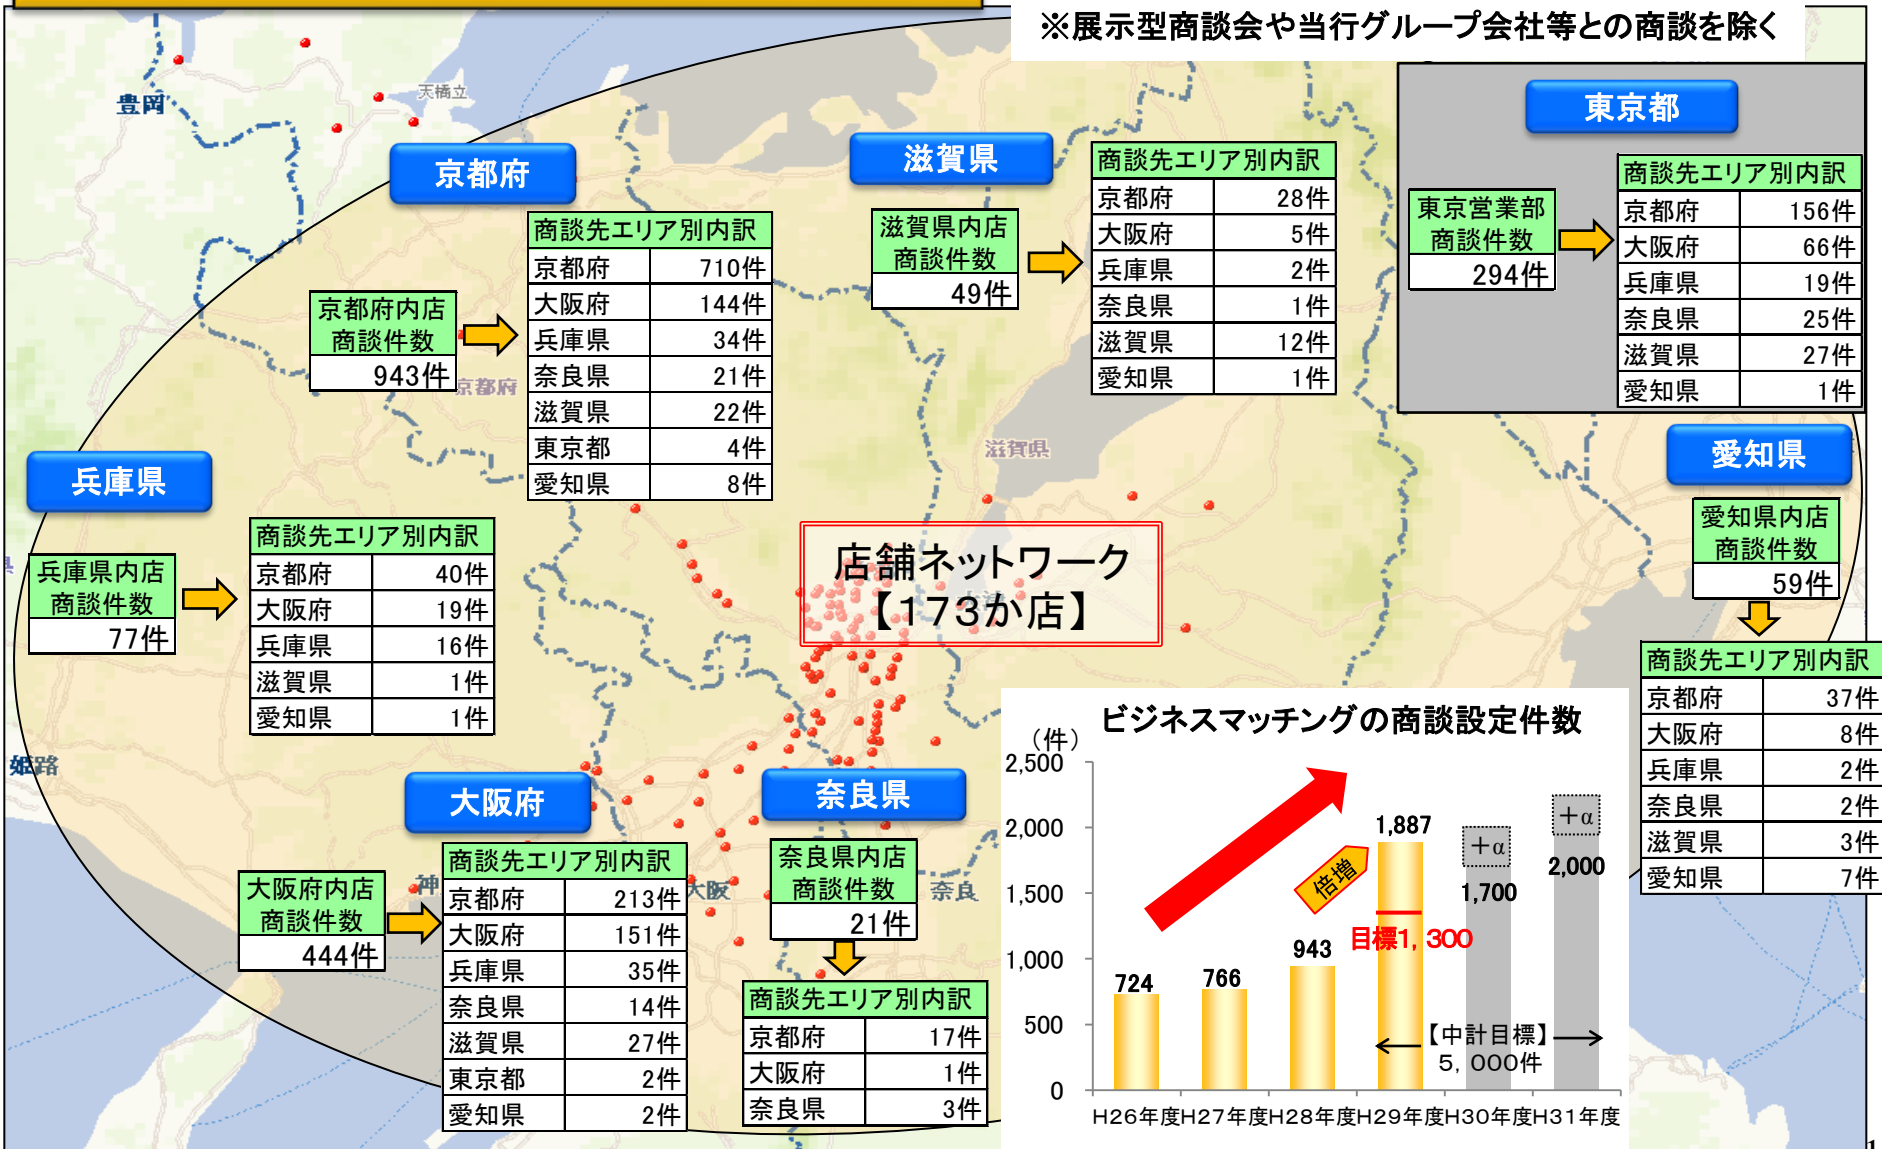 ※展示型商談会や当行グループ会社等との商談を除く
豊岡
天橋立
京都府
京都府内店
商談件数
943件
商談先エリア別内訳
京都府 710件
大阪府 144件
兵庫県 34件
奈良県 21件
滋賀県 22件
東京都 4件
愛知県 8件
京都府
滋賀県
滋賀県内店
商談件数
49件
商談先エリア別内訳
京都府 28件
大阪府 5件
兵庫県 2件
奈良県 1件
滋賀県 12件
愛知県 1件
滋賀県
東京都
東京営業部
商談件数
294件
商談先エリア別内訳
京都府 156件
大阪府 66件
兵庫県 19件
奈良県 25件
滋賀県 27件
愛知県 1件
兵庫県
兵庫県内店
商談件数
77件
商談先エリア別内訳
京都府 40件
大阪府 19件
兵庫県 16件
滋賀県 1件
愛知県 1件
姫路
店舗ネットワーク
【173か店】
愛知県
愛知県内店
商談件数
59件
商談先エリア別内訳
京都府 37件
大阪府 8件
兵庫県 2件
奈良県 2件
滋賀県 3件
愛知県 7件
大阪府
大阪府内店
商談件数
444件
神
商談先エリア別内訳
京都府 213件
大阪府 151件
兵庫県 35件
奈良県 14件
滋賀県 27件
東京都 2件
愛知県 2件
大阪
奈良県
奈良県内店
商談件数
21件
商談先エリア別内訳
京都府 17件
大阪府 1件
奈良県 3件
奈良
ビジネスマッチングの商談設定件数
（件）
2,500
2,000
1,500
1,000
500
0
724
766
943
1,887
倍増
目標1,300
+α
1,700
+α
2,000
【中計目標】
5,000件
H26年度 H27年度 H28年度 H29年度 H30年度 H31年度
1